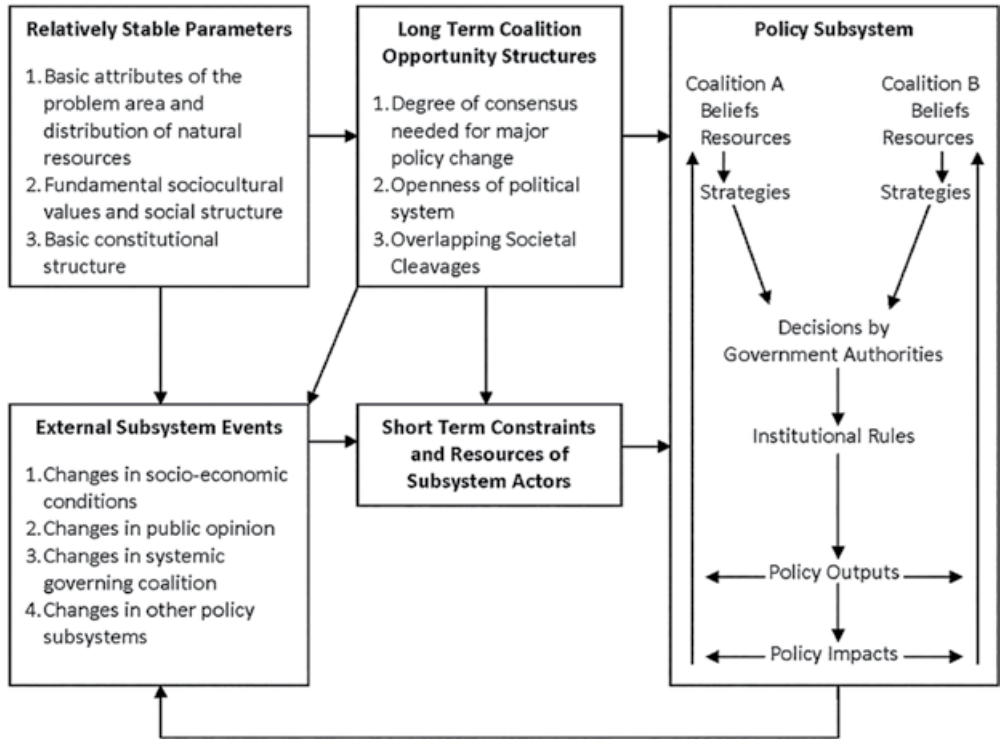 Relatively Stable Parameters
1. Basic attributes of the
problem area and
distribution of natural
resources
2. Fundamental sociocultural
values and social structure
3. Basic constitutional
structure
Long Term Coalition
Opportunity Structures
1. Degree of consensus
needed for major
policy change
2. Openness of political
system
3. Overlapping Societal
Cleavages
External Subsystem Events
1. Changes in socio-economic
conditions
2. Changes in public opinion
3. Changes in systemic
governing coalition
4. Changes in other policy
subsystems
Short Term Constraints
and Resources of
Subsystem Actors
Policy Subsystem
Coalition A
Beliefs
Resources
Strategies
Coalition B
Beliefs
Resources
Strategies
Decisions by
Government Authorities
Institutional Rules
Policy Outputs
Policy Impacts